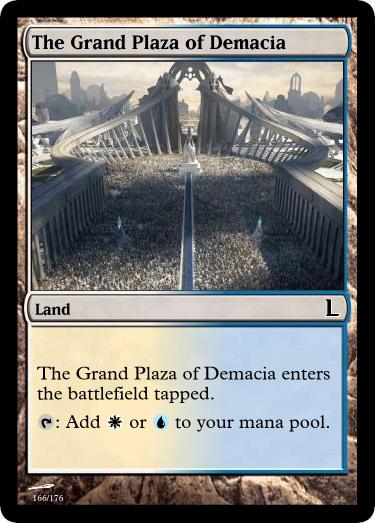 The Grand Plaza of Demacia
Land
L
The Grand Plaza of Demacia enters
the battlefield tapped.
: Add or to your mana pool.
166/176